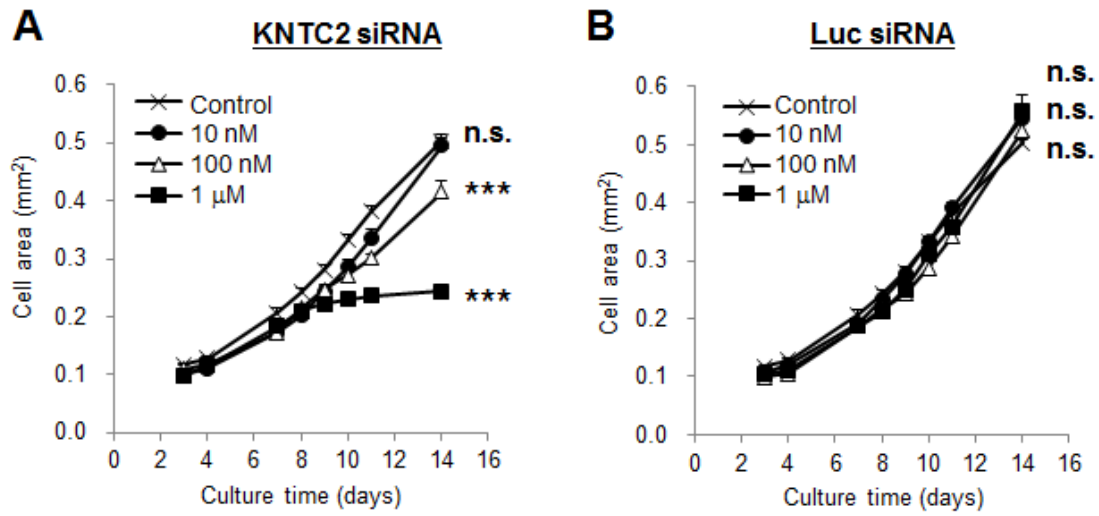 A
KNTC2 siRNA
Cell area (mm²)
0.6
0.5
0.4
0.3
0.2
0.1
0.0
Control
10 nM
100 nM
1 µM
n.s.
***
***
0 2 4 6 8 10 12 14 16
Culture time (days)
B
Luc siRNA
Cell area (mm²)
0.6
0.5
0.4
0.3
0.2
0.1
0.0
Control
10 nM
100 nM
1 µM
n.s.
n.s.
n.s.
0 2 4 6 8 10 12 14 16
Culture time (days)